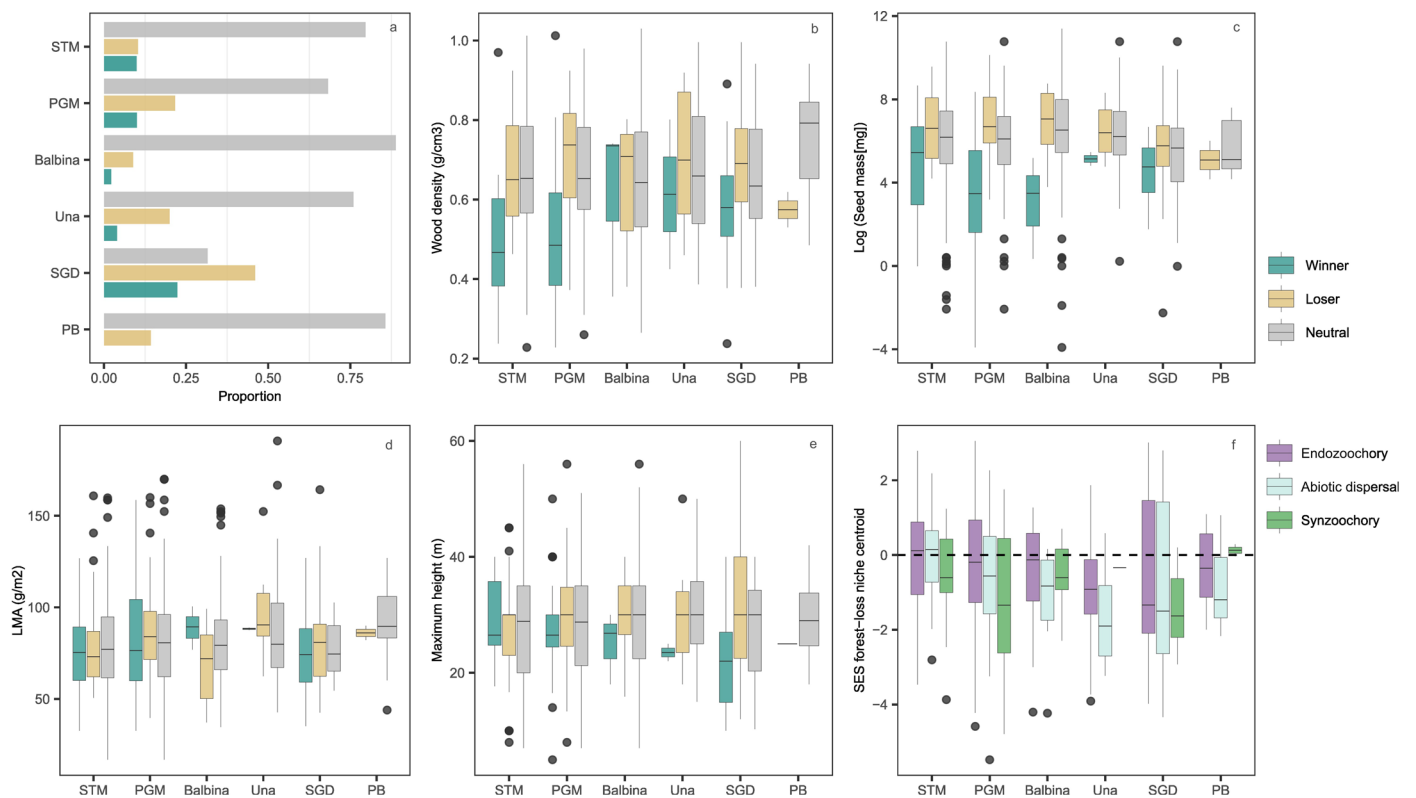 a
STM
PGM
Balbina
Una
SGD
PB
0.00 0.25 0.50 0.75
Proportion
b
Wood density (g/cm3)
1.0
0.8
0.6
0.4
0.2
STM PGM Balbina Una SGD PB
c
Log (Seed mass[mg])
12
8
4
0
−4
STM PGM Balbina Una SGD PB
Winner
Loser
Neutral
d
LMA (g/m2)
150
100
50
STM PGM Balbina Una SGD PB
e
Maximum height (m)
60
40
20
STM PGM Balbina Una SGD PB
f
SES forest−loss niche centroid
2
0
−2
−4
STM PGM Balbina Una SGD PB
Endozoochory
Abiotic dispersal
Synzoochory